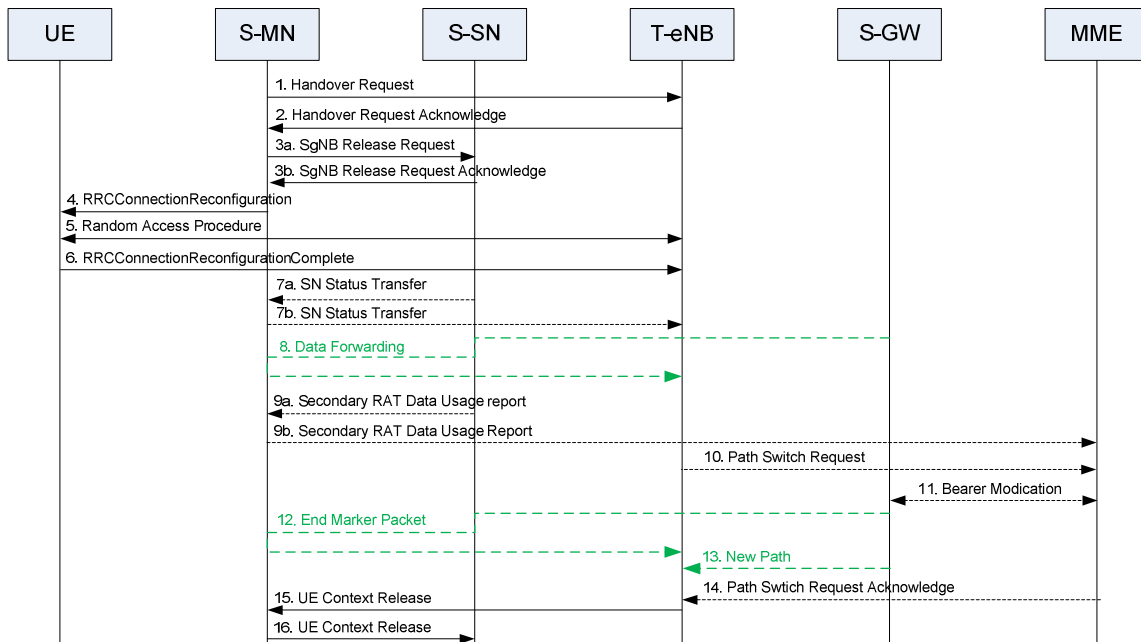 UE
S-MN
S-SN
T-eNB
S-GW
MME
1. Handover Request
2. Handover Request Acknowledge
3a. SgNB Release Request
3b. SgNB Release Request Acknowledge
4. RRCConnectionReconfiguration
5. Random Access Procedure
6. RRCConnectionReconfigurationComplete
7a. SN Status Transfer
7b. SN Status Transfer
8. Data Forwarding
9a. Secondary RAT Data Usage report
9b. Secondary RAT Data Usage Report
10. Path Switch Request
11. Bearer Modication
12. End Marker Packet
13. New Path
14. Path Swtich Request Acknowledge
15. UE Context Release
16. UE Context Release